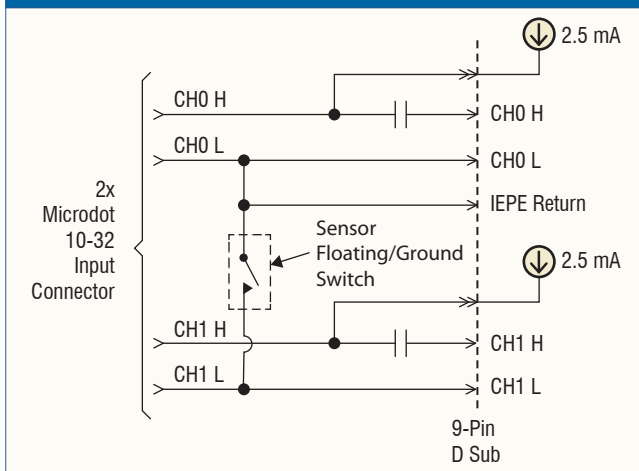 2.5 mA
CH0 H
CH0 H
CH0 L
CH0 L
IEPE Return
2x
Microdot
10-32
Input
Connector
Sensor
Floating/Ground
Switch
2.5 mA
CH1 H
CH1 H
CH1 L
CH1 L
9-Pin
D Sub